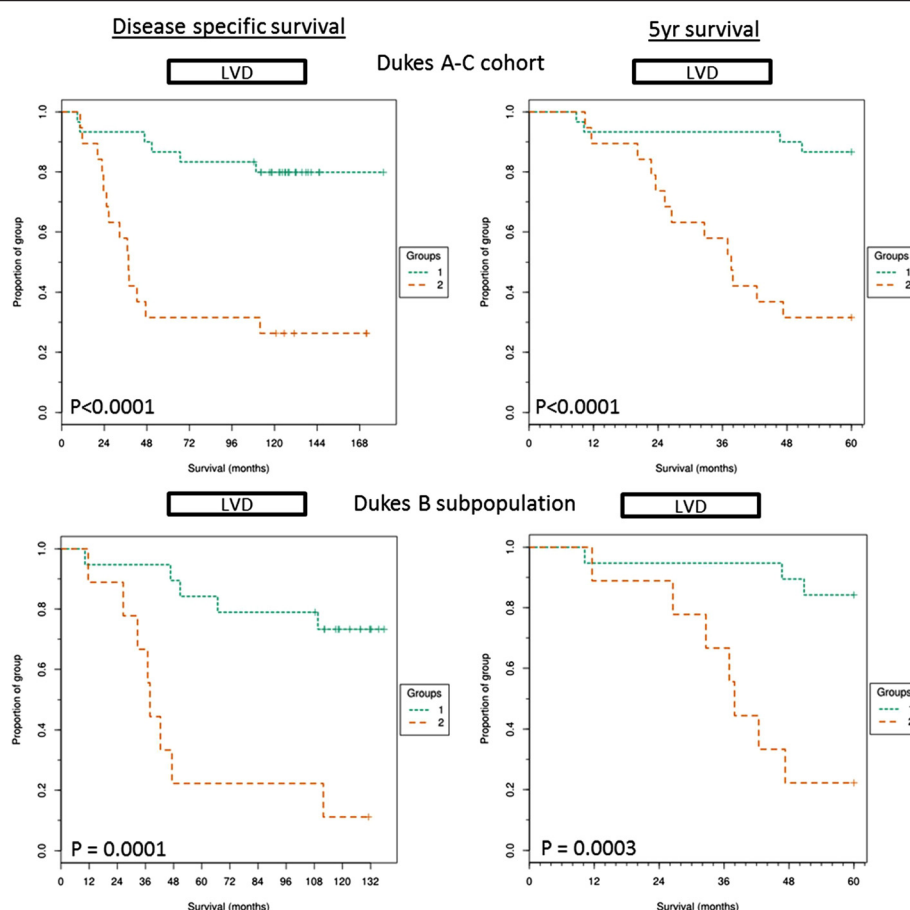 Disease specific survival
5yr survival
Dukes A-C cohort
LVD
LVD
1.0
0.8
0.6
0.4
0.2
0.0
Proportion of group
P<0.0001
0 24 48 72 96 120 144 168
Survival (months)
Groups
1
2
1.0
0.8
0.6
0.4
0.2
0.0
Proportion of group
P<0.0001
0 12 24 36 48 60
Survival (months)
Groups
1
2
Dukes B subpopulation
LVD
LVD
1.0
0.8
0.6
0.4
0.2
0.0
Proportion of group
P = 0.0001
0 12 24 36 48 60 72 84 96 108 120 132
Survival (months)
Groups
1
2
1.0
0.8
0.6
0.4
0.2
0.0
Proportion of group
P = 0.0003
0 12 24 36 48 60
Survival (months)
Groups
1
2